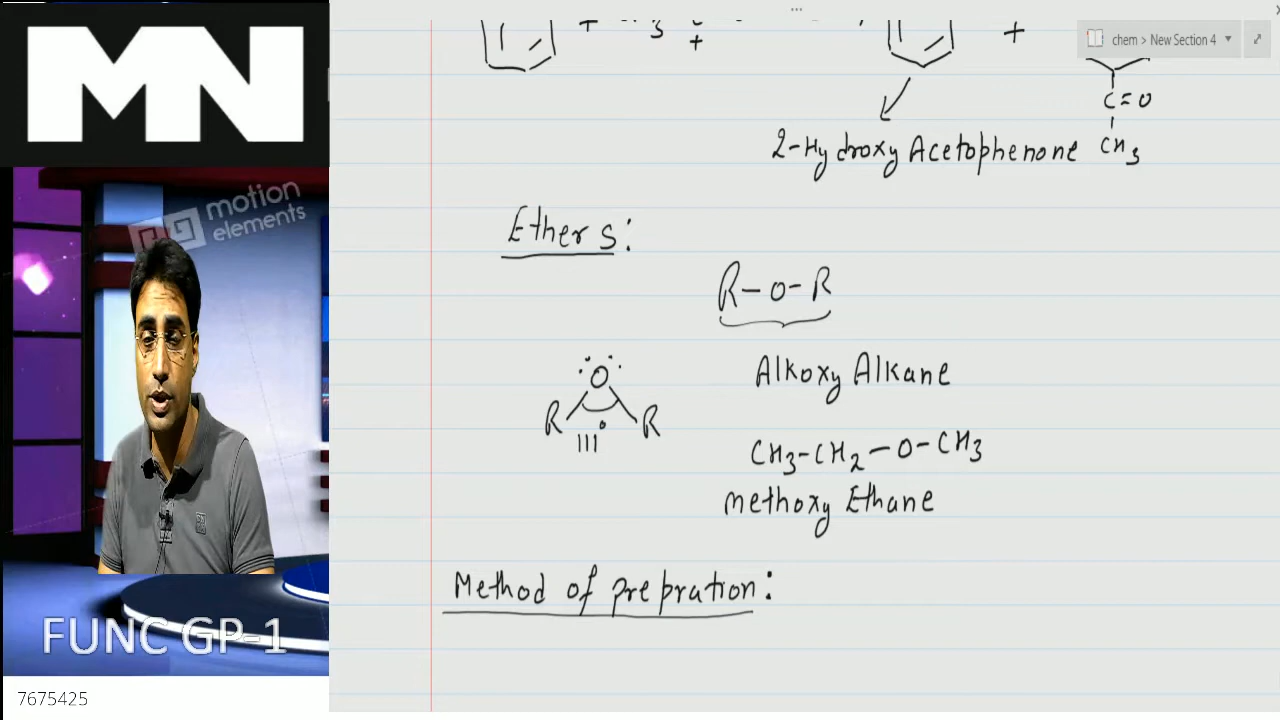 MN
motion
elements
FUNC GP-1
7675425
chem > New Section 4
+
+
+
C=O
CH3
2-Hydroxy Acetophenone
Ethers:
R-O-R
Alkoxy Alkane
O
R R
111°
CH3-CH2-O-CH3
Methoxy Ethane
Method of prepration: